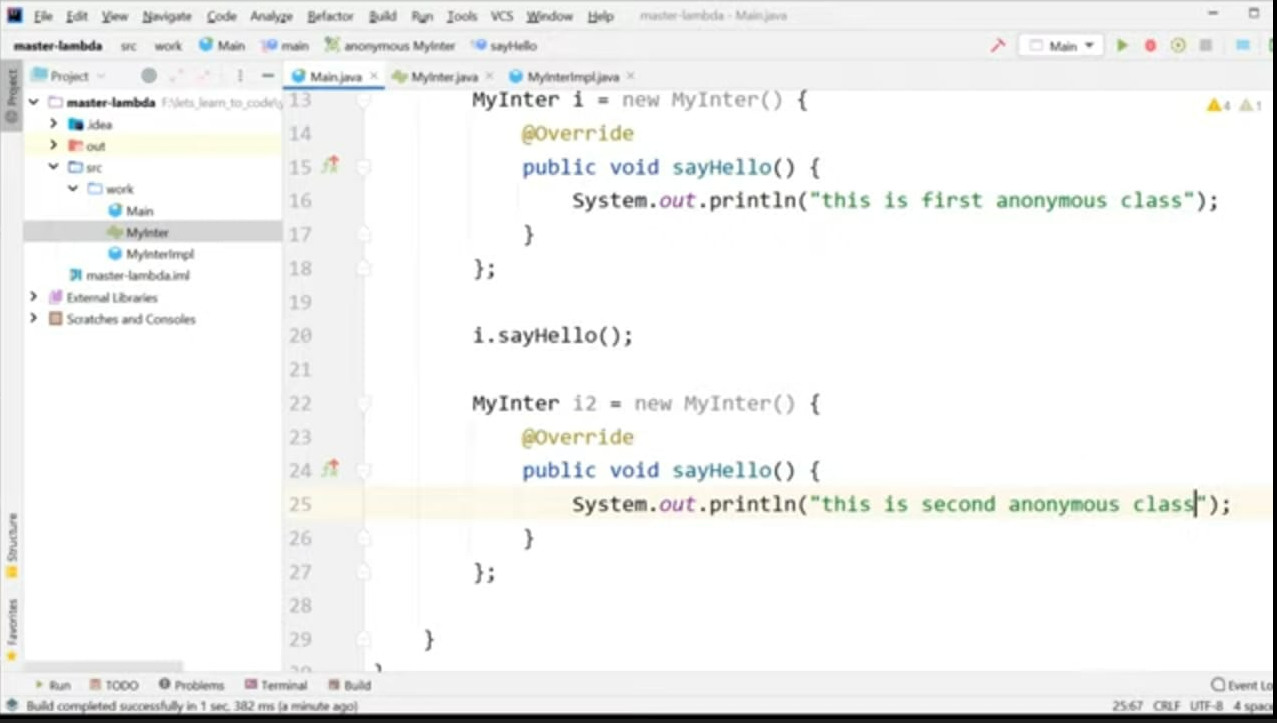 File Edit View Navigate Code Analyze Refactor Build Run Tools VCS Window Help master-lambda - Main.java
master-lambda src work Main main anonymous MyInter sayHello Main
Project Main.java MyInter.java MyInterImpl.java
Project
master-lambda F:\lets_learn_to_code\
.idea
out
src
work
Main
MyInter
MyInterImpl
master-lambda.iml
External Libraries
Scratches and Consoles
4 1
13 MyInter i = new MyInter() {
14 @Override
15 public void sayHello() {
16 System.out.println("this is first anonymous class");
17 }
18 };
19
20 i.sayHello();
21
22 MyInter i2 = new MyInter() {
23 @Override
24 public void sayHello() {
25 System.out.println("this is second anonymous class");
26 }
27 };
28
29 }
Structure
Favorites
Run TODO Problems Terminal Build Event Lo
Build completed successfully in 1 sec, 382 ms (a minute ago) 25:67 CRLF UTF-8 4 spac